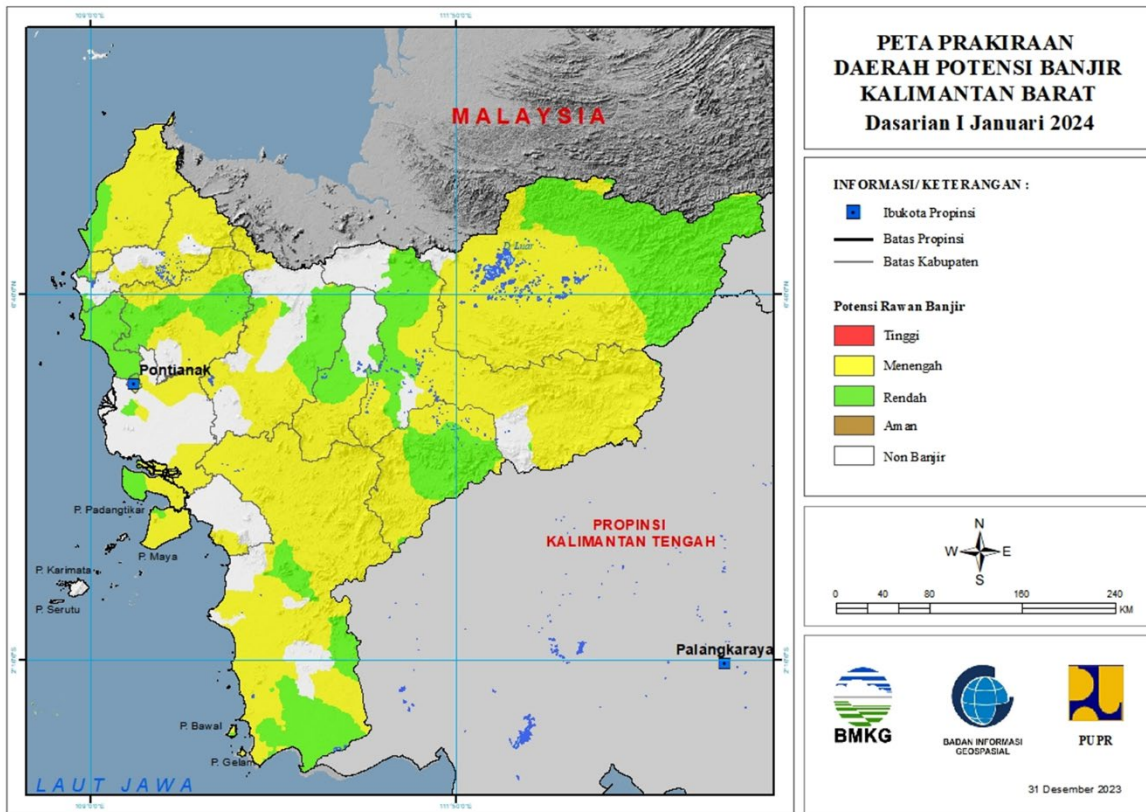 PETA PRAKIRAAN
DAERAH POTENSI BANJIR
KALIMANTAN BARAT
Dasarian I Januari 2024
INFORMASI/KETERANGAN :
Ibukota Propinsi
Batas Propinsi
Batas Kabupaten
Potensi Rawan Banjir
Tinggi
Menengah
Rendah
Aman
Non Banjir
N
W E
S
0 40 80 160 240
KM
BMKG
BADAN INFORMASI
GEOSPASIAL
PUPR
31 Desember 2023
MALAYSIA
Pontianak
P. Padangtikar
P. Maya
P. Karimata
P. Serutu
PROPINSI
KALIMANTAN TENGAH
Palangkaraya
P. Bawal
P. Gelam
LAUT JAWA